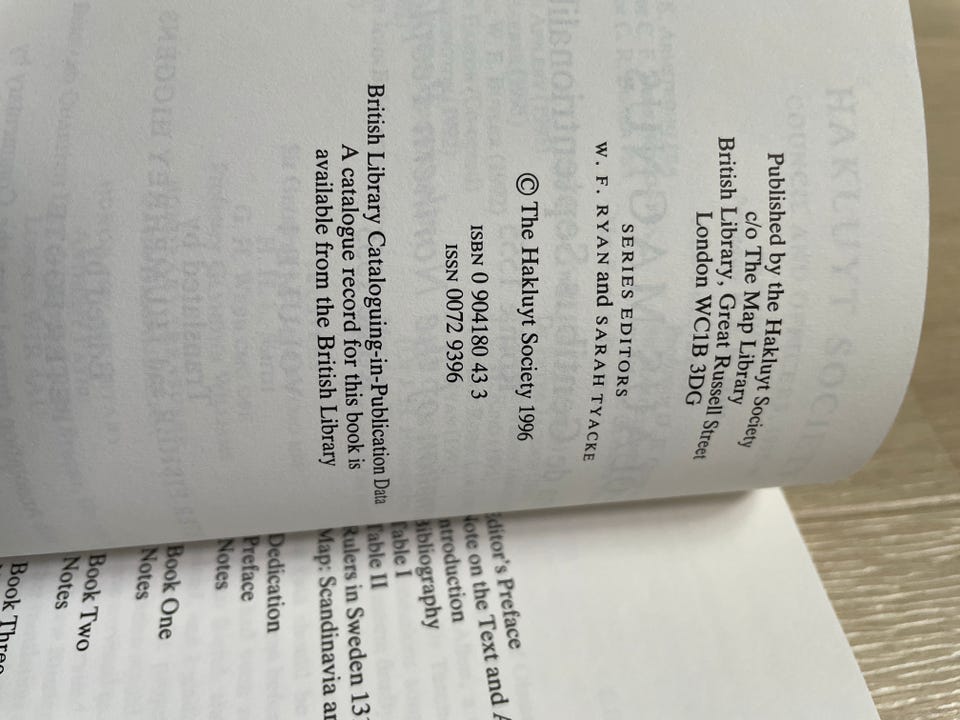 Published by the Hakluyt Society
c/o The Map Library
British Library, Great Russell Street
London WC1B 3DG
SERIES EDITORS
W. F. RYAN and SARAH TYACKE
© The Hakluyt Society 1996
ISBN 0 904180 43 3
ISSN 0072 9396
British Library Cataloguing-in-Publication Data
A catalogue record for this book is
available from the British Library
Editor's Preface
Note on the Text and
Introduction
Bibliography
Table I
Table II
Rulers in Sweden
Map: Scandinavia
Dedication
Preface
Notes
Book One
Notes
Book Two
Notes
Book Three